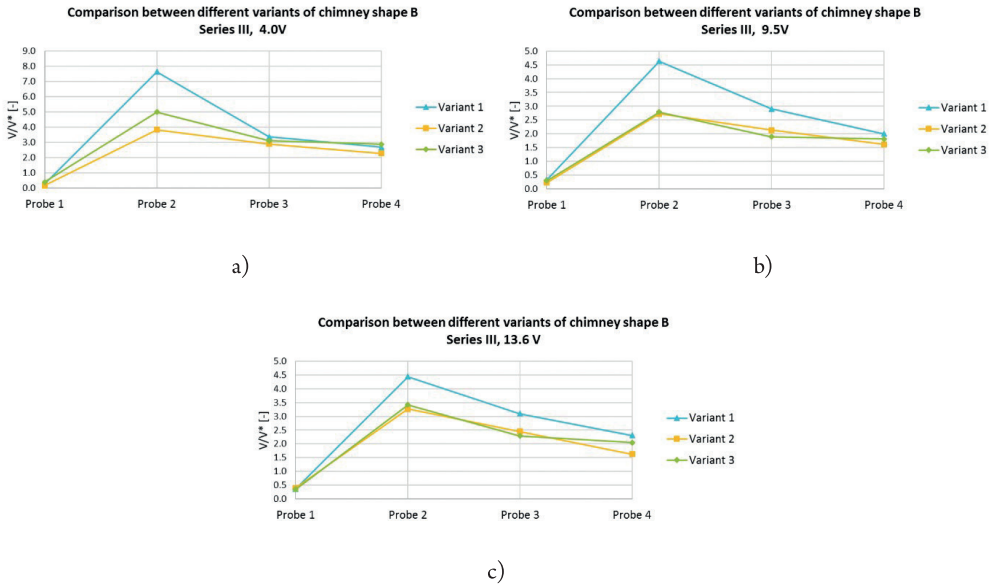 Comparison between different variants of chimney shape B
Series III, 4.0V
9.0
8.0
7.0
6.0
5.0
4.0
3.0
2.0
1.0
0.0
V/V* [-]
Probe 1 Probe 2 Probe 3 Probe 4
Variant 1
Variant 2
Variant 3
a)
Comparison between different variants of chimney shape B
Series III, 9.5V
5.0
4.5
4.0
3.5
3.0
2.5
2.0
1.5
1.0
0.5
0.0
V/V* [-]
Probe 1 Probe 2 Probe 3 Probe 4
Variant 1
Variant 2
Variant 3
b)
Comparison between different variants of chimney shape B
Series III, 13.6 V
5.0
4.5
4.0
3.5
3.0
2.5
2.0
1.5
1.0
0.5
0.0
V/V* [-]
Probe 1 Probe 2 Probe 3 Probe 4
Variant 1
Variant 2
Variant 3
c)